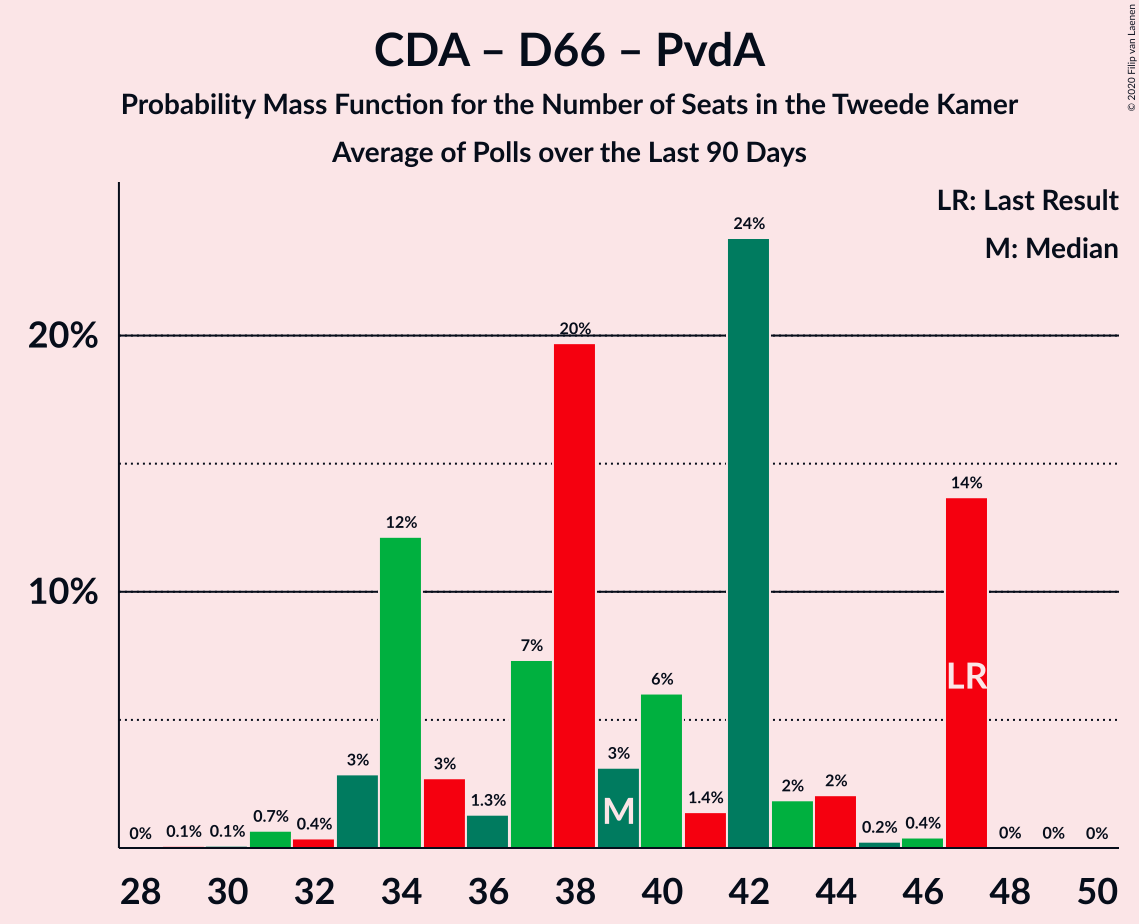 CDA – D66 – PvdA
Probability Mass Function for the Number of Seats in the Tweede Kamer
Average of Polls over the Last 90 Days
© 2020 Filip van Laenen
LR: Last Result
M: Median
20%
10%
0% 0.1% 0.1% 0.7% 0.4% 3% 12% 3% 1.3% 7% 20% 3% 6% 1.4% 24% 2% 2% 0.2% 0.4% 14% 0% 0% 0%
M
LR
28 30 32 34 36 38 40 42 44 46 48 50